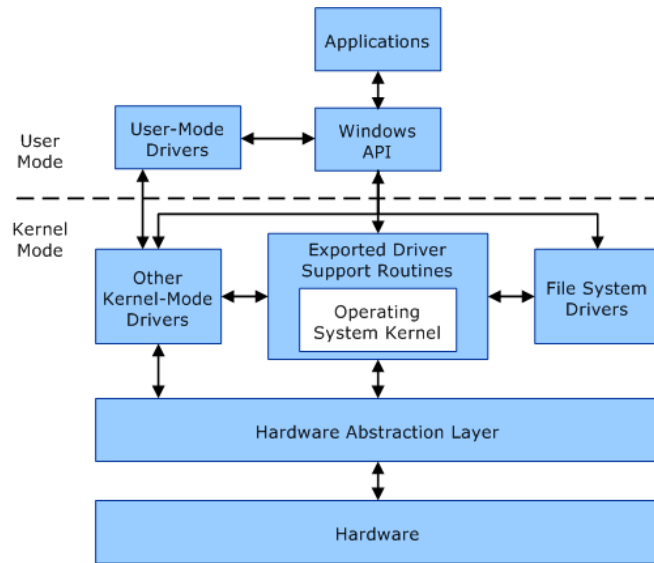 Applications
User
Mode
User-Mode
Drivers
Windows
API
Kernel
Mode
Other
Kernel-Mode
Drivers
Exported Driver
Support Routines
Operating
System Kernel
File System
Drivers
Hardware Abstraction Layer
Hardware